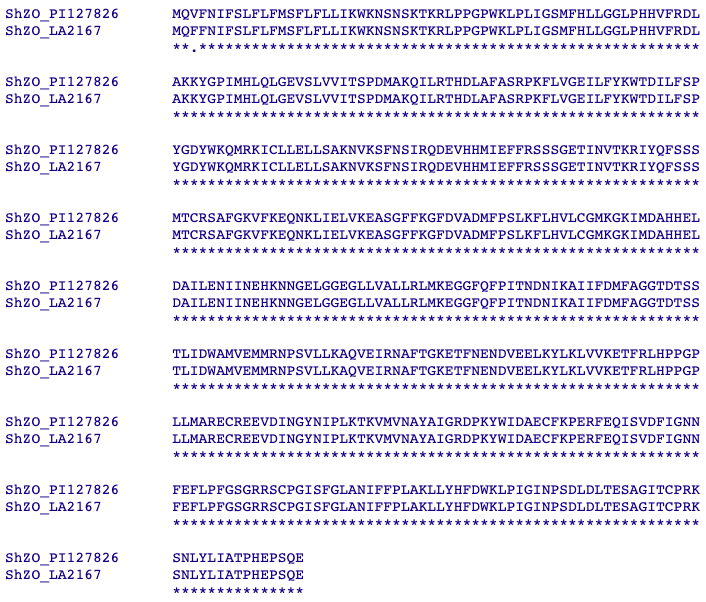 ShZO_PI127826 MQVFNIFSLFLFMSFLFLLIKWKNSNSKTKRLPPGPWKLPLIGSMFHLLGGLPHHVFRDL
ShZO_LA2167 MQFFNIFSLFLFMSFLFLLIKWKNSNSKTKRLPPGPWKLPLIGSMFHLLGGLPHHVFRDL
**.*********************************************************
ShZO_PI127826 AKKYGPIMHLQLGEVSLVVITSPDMAKQILRTHDLAFASRPKFLVGEILFYKWTDILFSP
ShZO_LA2167 AKKYGPIMHLQLGEVSLVVITSPDMAKQILRTHDLAFASRPKFLVGEILFYKWTDILFSP
************************************************************
ShZO_PI127826 YGDYWKQMRKICLLELLSAKNVKSFNSIRQDEVHHMIEFFRSSSGETINVTKRIYQFSSS
ShZO_LA2167 YGDYWKQMRKICLLELLSAKNVKSFNSIRQDEVHHMIEFFRSSSGETINVTKRIYQFSSS
************************************************************
ShZO_PI127826 MTCRSAFGKVFKEQNKLIELVKEASGFFKGFDVADMFPSLKFLHVLCGMKGKIMDAHHEL
ShZO_LA2167 MTCRSAFGKVFKEQNKLIELVKEASGFFKGFDVADMFPSLKFLHVLCGMKGKIMDAHHEL
************************************************************
ShZO_PI127826 DAILENIINEHKNNGELGGEGLLVALLRLMKEGGFQFPITNDNIKAIIFDMFAGGTDTSS
ShZO_LA2167 DAILENIINEHKNNGELGGEGLLVALLRLMKEGGFQFPITNDNIKAIIFDMFAGGTDTSS
************************************************************
ShZO_PI127826 TLIDWAMVEMMRNPSVLLKAQVEIRNAFTGKETFNENDVEELKYLKLVVKETFRLHPPGP
ShZO_LA2167 TLIDWAMVEMMRNPSVLLKAQVEIRNAFTGKETFNENDVEELKYLKLVVKETFRLHPPGP
************************************************************
ShZO_PI127826 LLMARECREEVDINGYNIPLKTKVMVNAYAIGRDPKYWIDAECFKPERFEQISVDFIGNN
ShZO_LA2167 LLMARECREEVDINGYNIPLKTKVMVNAYAIGRDPKYWIDAECFKPERFEQISVDFIGNN
************************************************************
ShZO_PI127826 FEFLPFGSGRRSCPGISFGLANIFFPLAKLLYHFDWKLPIGINPSDLDLTESAGITCPRK
ShZO_LA2167 FEFLPFGSGRRSCPGISFGLANIFFPLAKLLYHFDWKLPIGINPSDLDLTESAGITCPRK
************************************************************
ShZO_PI127826 SNLYLIATPHEPSQE
ShZO_LA2167 SNLYLIATPHEPSQE
***************